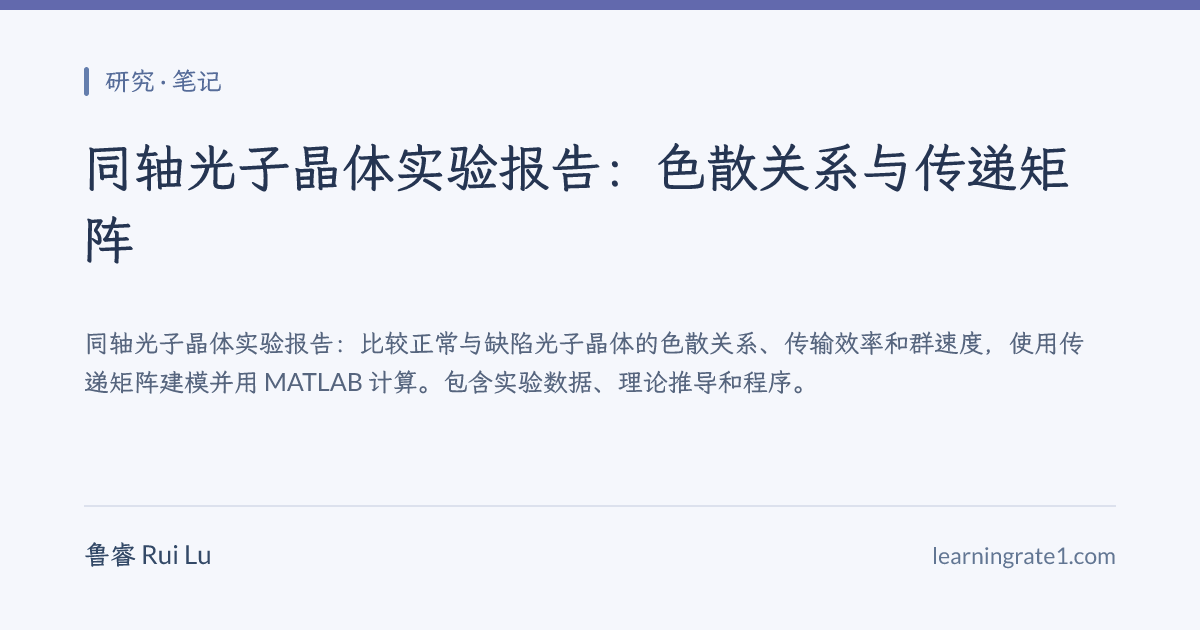 研究 · 笔记
同轴光子晶体实验报告：色散关系与传递矩
阵
同轴光子晶体实验报告：比较正常与缺陷光子晶体的色散关系、传输效率和群速度，使用传
递矩阵建模并用 MATLAB 计算。包含实验数据、理论推导和程序。
鲁睿 Rui Lu
learningrate1.com